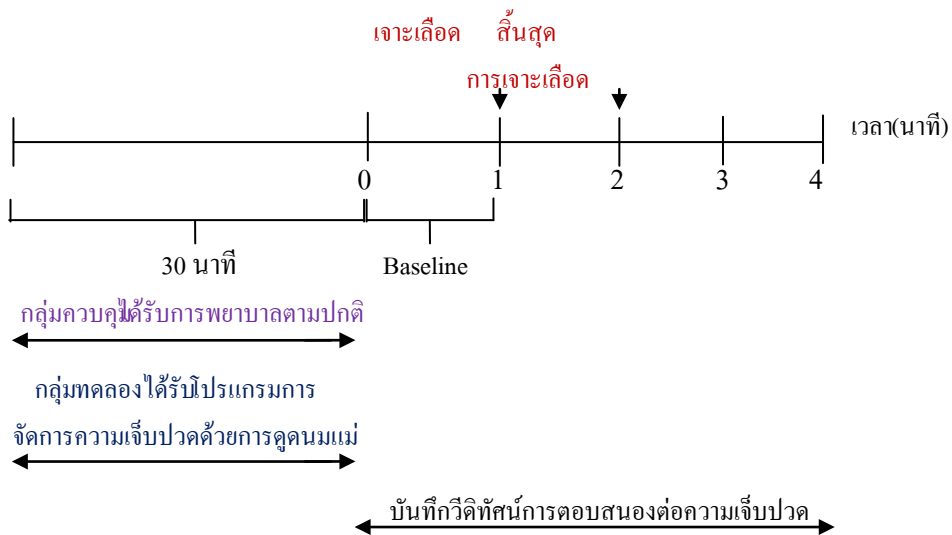 เจาะเลือด สิ้นสุด
การเจาะเลือด
เวลา(นาที)
0 1 2 3 4
30 นาที Baseline
กลุ่มควบคุมได้รับการพยาบาลตามปกติ
กลุ่มทดลองได้รับโปรแกรมการ
จัดการความเจ็บปวดด้วยการดูดนมแม่
บันทึกวีดิทัศน์การตอบสนองต่อความเจ็บปวด